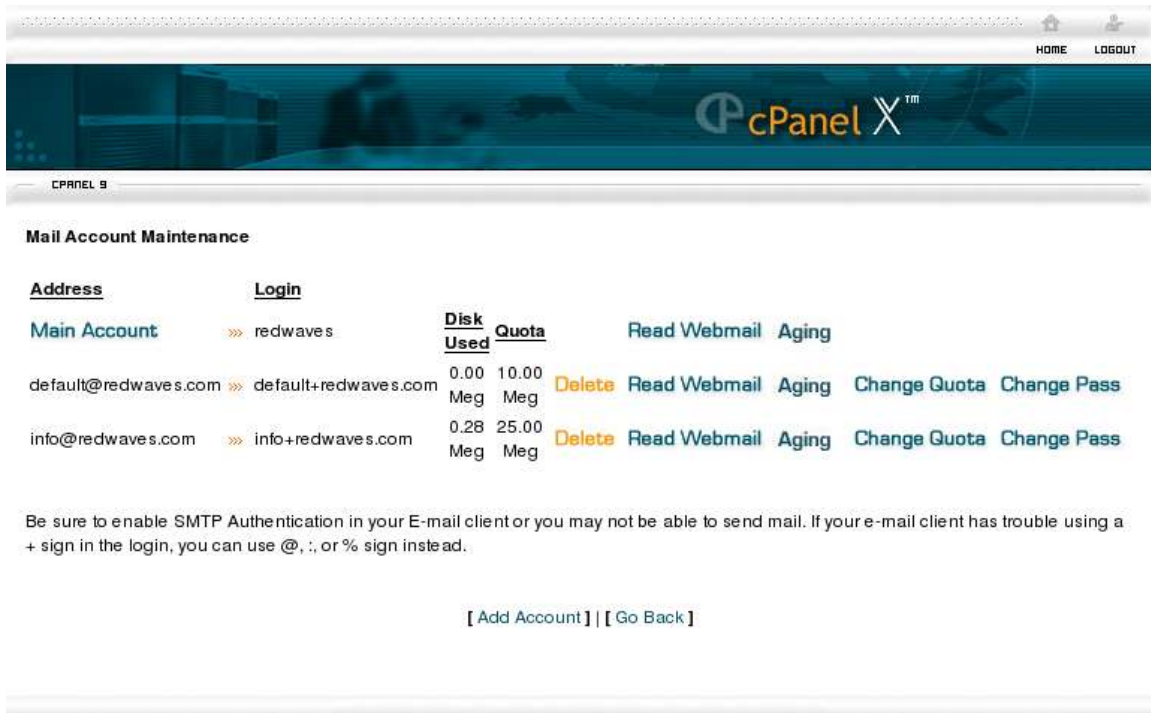 HOME LOGOUT
cPanel X™
CPANEL 9
Mail Account Maintenance
Address Login
Main Account »» redwaves Disk Used Quota Read Webmail Aging
default@redwaves.com »» default+redwaves.com 0.00 Meg 10.00 Meg Delete Read Webmail Aging Change Quota Change Pass
info@redwaves.com »» info+redwaves.com 0.28 Meg 25.00 Meg Delete Read Webmail Aging Change Quota Change Pass
Be sure to enable SMTP Authentication in your E-mail client or you may not be able to send mail. If your e-mail client has trouble using a
+ sign in the login, you can use @, :, or % sign instead.
[ Add Account ] | [ Go Back ]